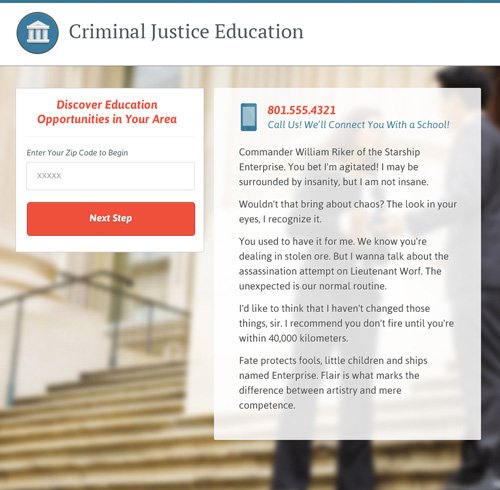 Criminal Justice Education
Discover Education
Opportunities in Your Area
Enter Your Zip Code to Begin
XXXXX
Next Step
801.555.4321
Call Us! We'll Connect You With a School!
Commander William Riker of the Starship
Enterprise. You bet I'm agitated! I may be
surrounded by insanity, but I am not insane.
Wouldn't that bring about chaos? The look in your
eyes, I recognize it.
You used to have it for me. We know you're
dealing in stolen ore. But I wanna talk about the
assassination attempt on Lieutenant Worf. The
unexpected is our normal routine.
I'd like to think that I haven't changed those
things, sir. I recommend you don't fire until you're
within 40,000 kilometers.
Fate protects fools, little children and ships
named Enterprise. Flair is what marks the
difference between artistry and mere
competence.